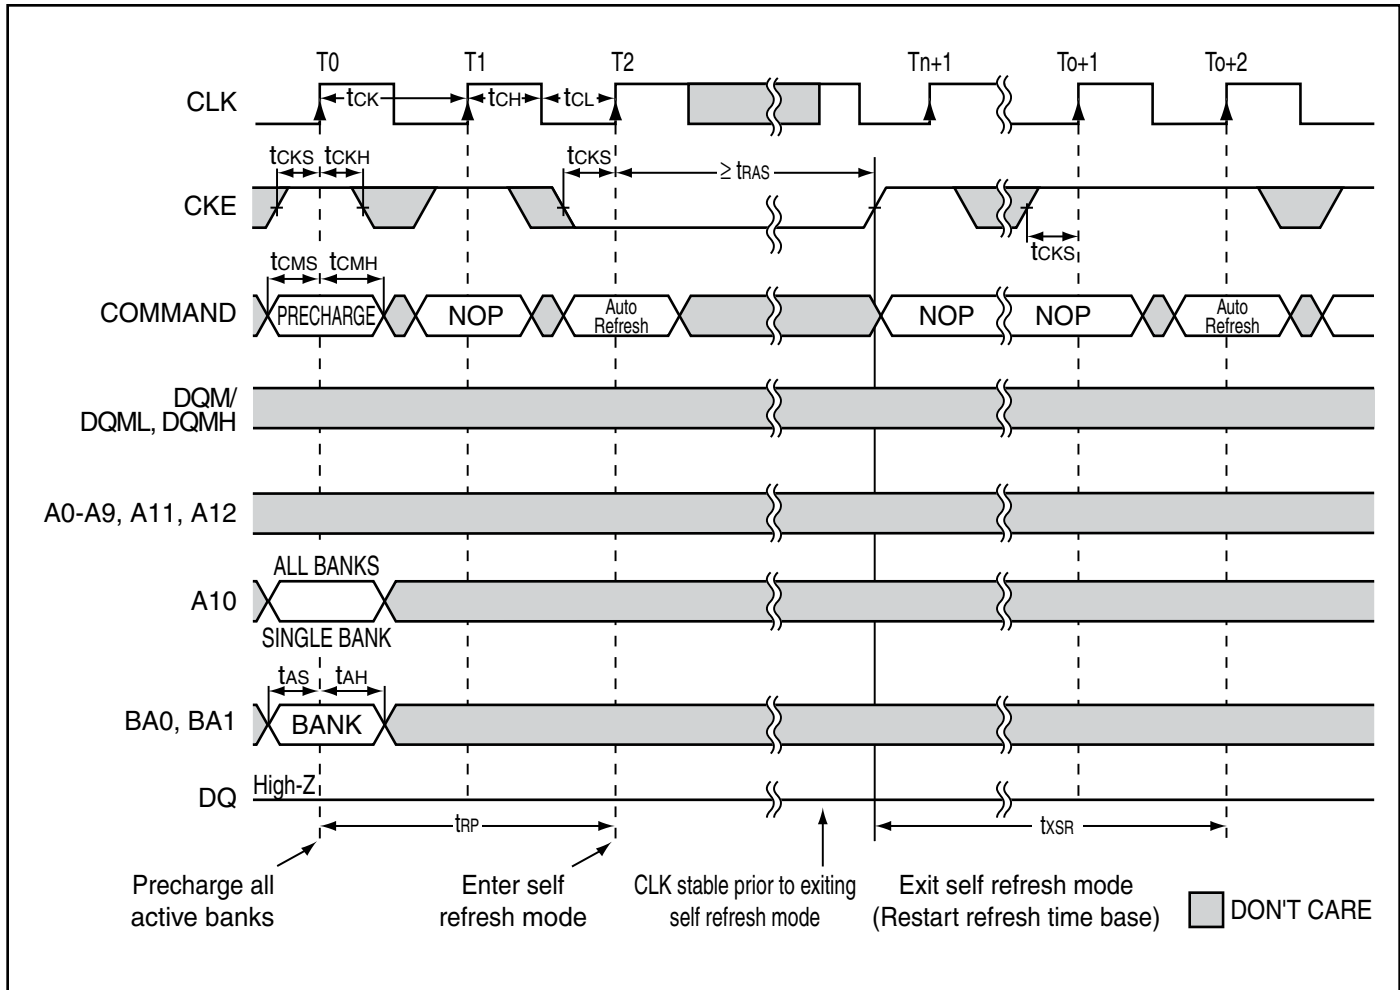 T0 T1 T2 Tn+1 To+1 To+2
CLK tCK tCH tCL
tCKS tCKH tCKS ≥ tRAS
CKE
tCKS
tCMS tCMH
COMMAND PRECHARGE NOP Auto Refresh NOP NOP Auto Refresh
DQM/
DQML, DQMH
A0-A9, A11, A12
ALL BANKS
A10
SINGLE BANK
tAS tAH
BA0, BA1 BANK
DQ High-Z
tRP tXSR
Precharge all
active banks
Enter self
refresh mode
CLK stable prior to exiting
self refresh mode
Exit self refresh mode
(Restart refresh time base)
DON'T CARE